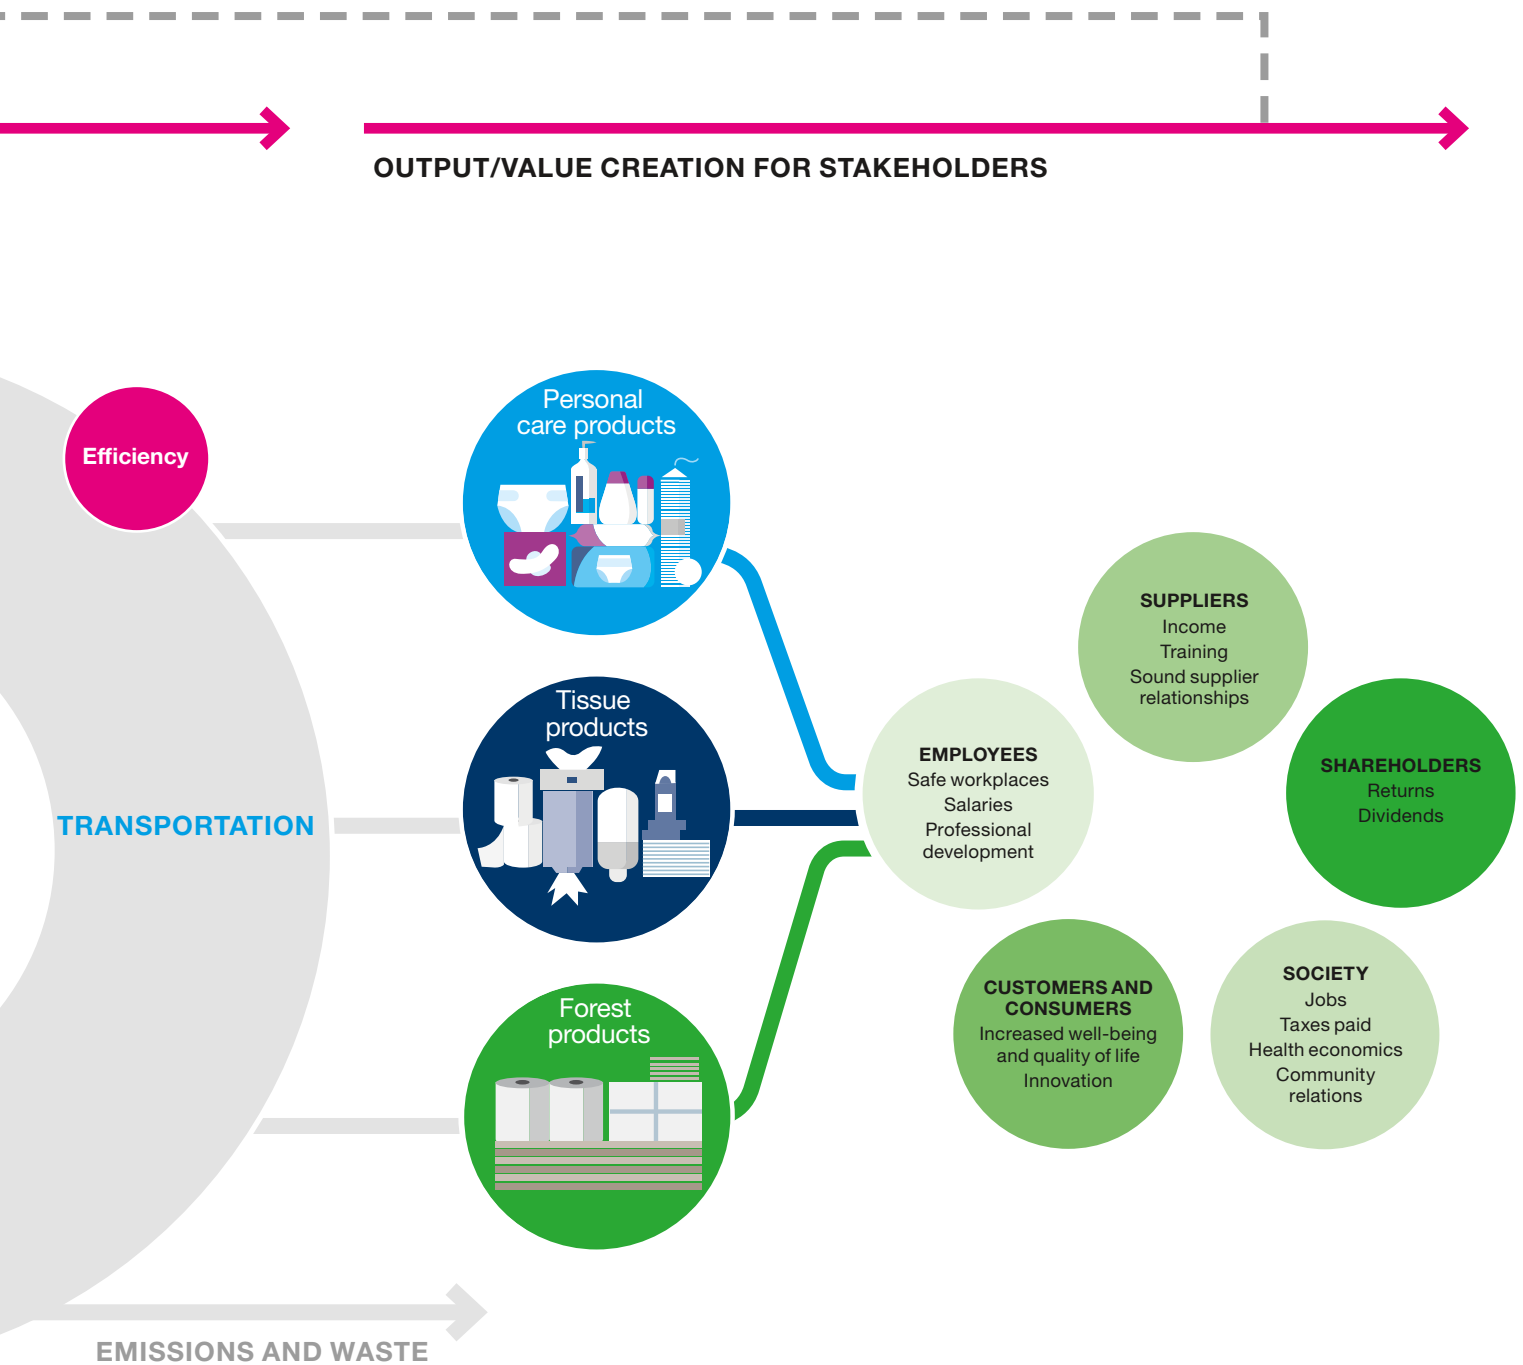 OUTPUT/VALUE CREATION FOR STAKEHOLDERS
Efficiency
Personal
care products
TRANSPORTATION
Tissue
products
Forest
products
SUPPLIERS
Income
Training
Sound supplier
relationships
EMPLOYEES
Safe workplaces
Salaries
Professional
development
SHAREHOLDERS
Returns
Dividends
CUSTOMERS AND
CONSUMERS
Increased well-being
and quality of life
Innovation
SOCIETY
Jobs
Taxes paid
Health economics
Community
relations
EMISSIONS AND WASTE